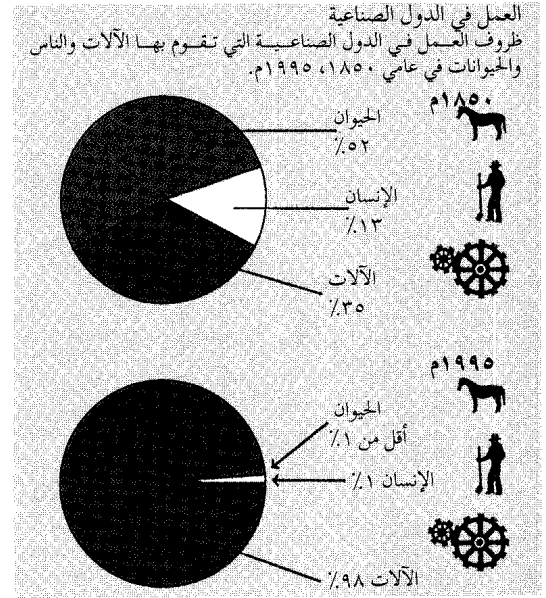 العمل في الدول الصناعية
ظروف العمل في الدول الصناعية التي تقوم بها الآلات والناس
والحيوانات في عامي ١٨٥٠، ١٩٩٥م.
١٨٥٠م
الحيوان
٥٢٪
الإنسان
١٣٪
الآلات
٣٥٪
١٩٩٥م
الحيوان
أقل من ١٪
الإنسان ١٪
الآلات ٩٨٪